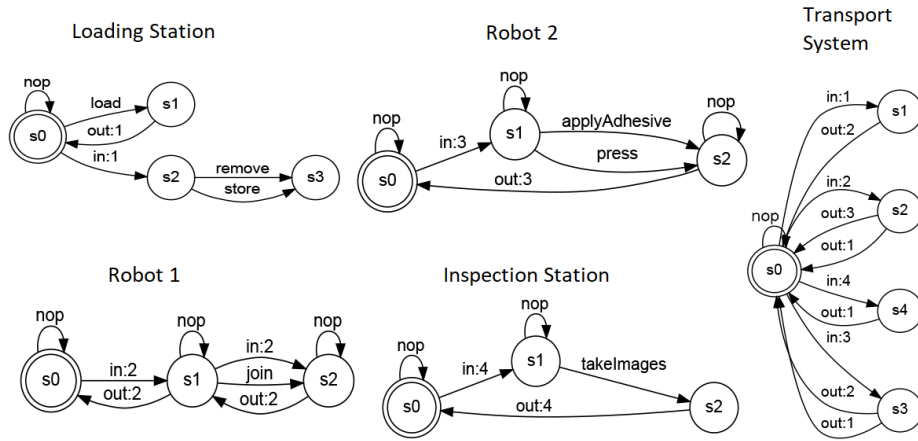 Loading Station
nop
s0
load
s1
out:1
in:1
s2
remove
store
s3
Robot 2
nop
s0
in:3
nop
s1
applyAdhesive
press
nop
s2
out:3
Transport
System
nop
s0
in:1
out:2
s1
in:2
out:3
out:1
s2
in:4
out:1
s4
in:3
out:2
out:1
s3
Robot 1
nop
s0
in:2
out:2
nop
s1
in:2
join
out:2
nop
s2
Inspection Station
nop
s0
in:4
nop
s1
takeImages
out:4
s2